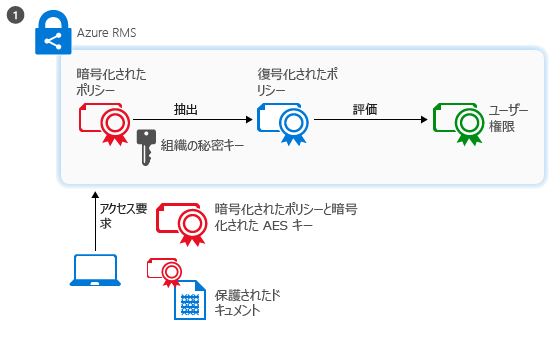 1
Azure RMS
暗号化された
ポリシー
抽出
組織の秘密キー
復号化されたポ
リシー
評価
ユーザー
権限
アクセス要
求
暗号化されたポリシーと暗号
化された AES キー
保護されたド
キュメント